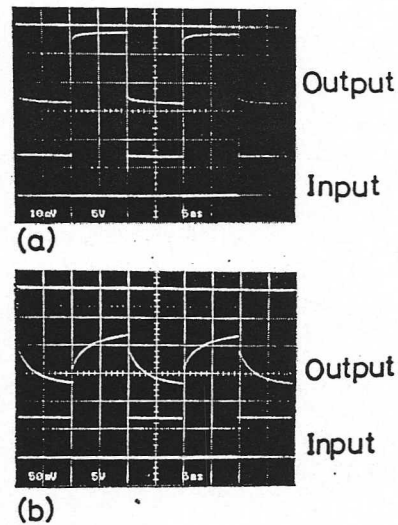 Output
Input
10mV 5V 5ms
(a)
Output
Input
50mV 5V 5ms
(b)